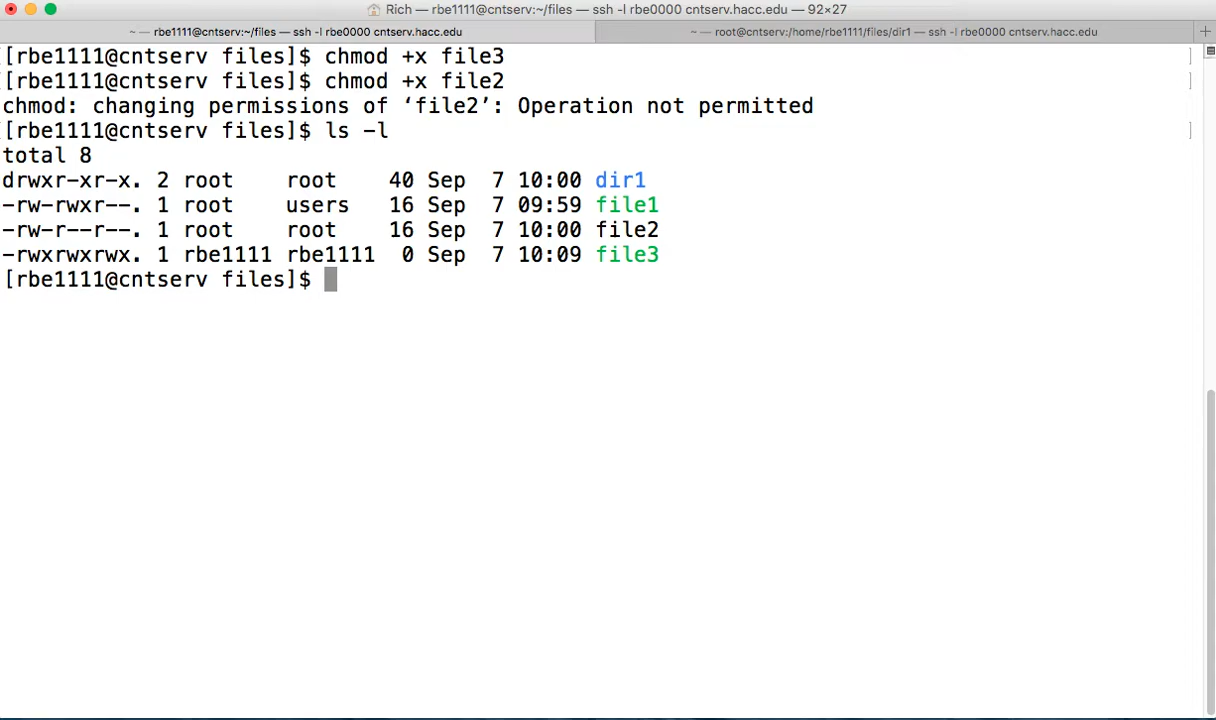 Rich — rbe1111@cntserv:~/files — ssh -l rbe0000 cntserv.hacc.edu — 92×27
~ — rbe1111@cntserv:~/files — ssh -l rbe0000 cntserv.hacc.edu
~ — root@cntserv:/home/rbe1111/files/dir1 — ssh -l rbe0000 cntserv.hacc.edu
+
[[rbe1111@cntserv files]$ chmod +x file3 ]
[[rbe1111@cntserv files]$ chmod +x file2 ]
chmod: changing permissions of ‘file2’: Operation not permitted
[[rbe1111@cntserv files]$ ls -l ]
total 8
drwxr-xr-x. 2 root    root     40 Sep  7 10:00 dir1
-rw-rwxr--. 1 root    users    16 Sep  7 09:59 file1
-rw-r--r--. 1 root    root     16 Sep  7 10:00 file2
-rwxrwxrwx. 1 rbe1111 rbe1111  0 Sep  7 10:09 file3
[rbe1111@cntserv files]$